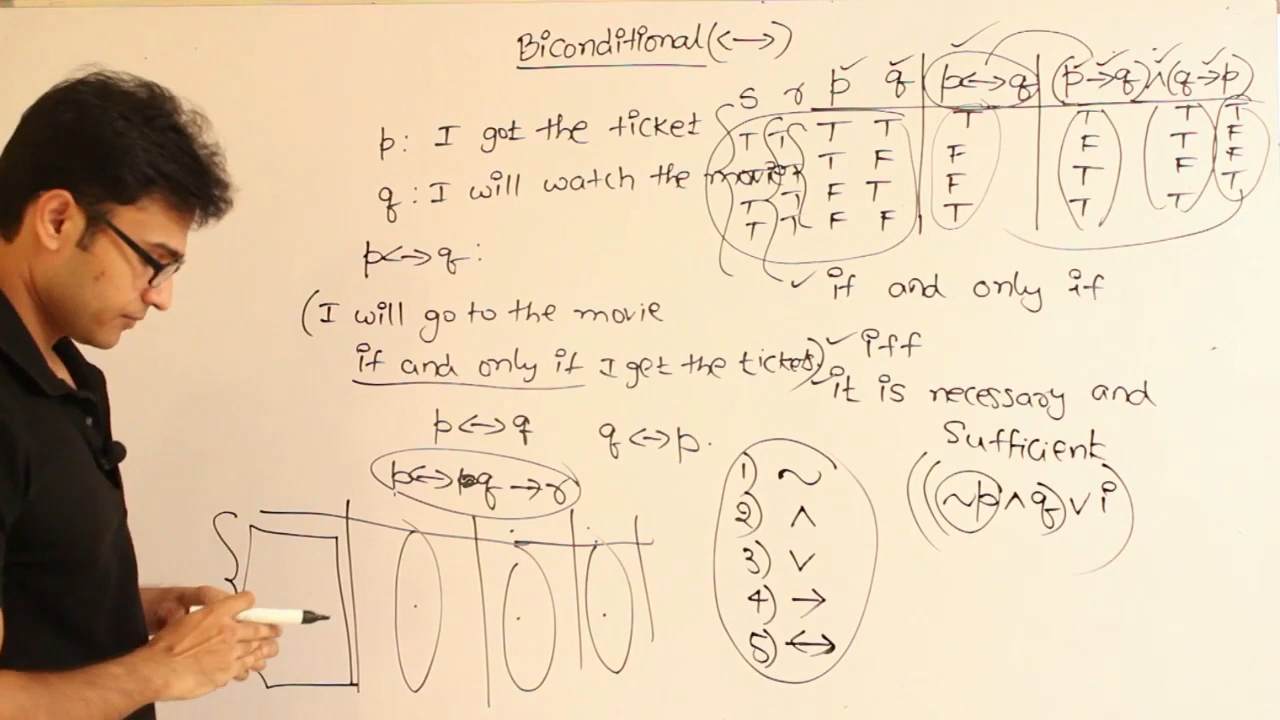 Biconditional (<->)
s r p q p<->q (p->q)∧(q->p)
T T T T T T T T
T F F F T F
F T F T F F
T T F F T T T T
p: I got the ticket
q: I will watch the movie
p<->q:
(I will go to the movie
if and only if I get the tickets)
p<->q q<->p.
p<->q->r
✓ if and only if
✓ iff
✓ it is necessary and
Sufficient
((~p∧q)∨i)
1) ~
2) ∧
3) ∨
4) ->
5) <->